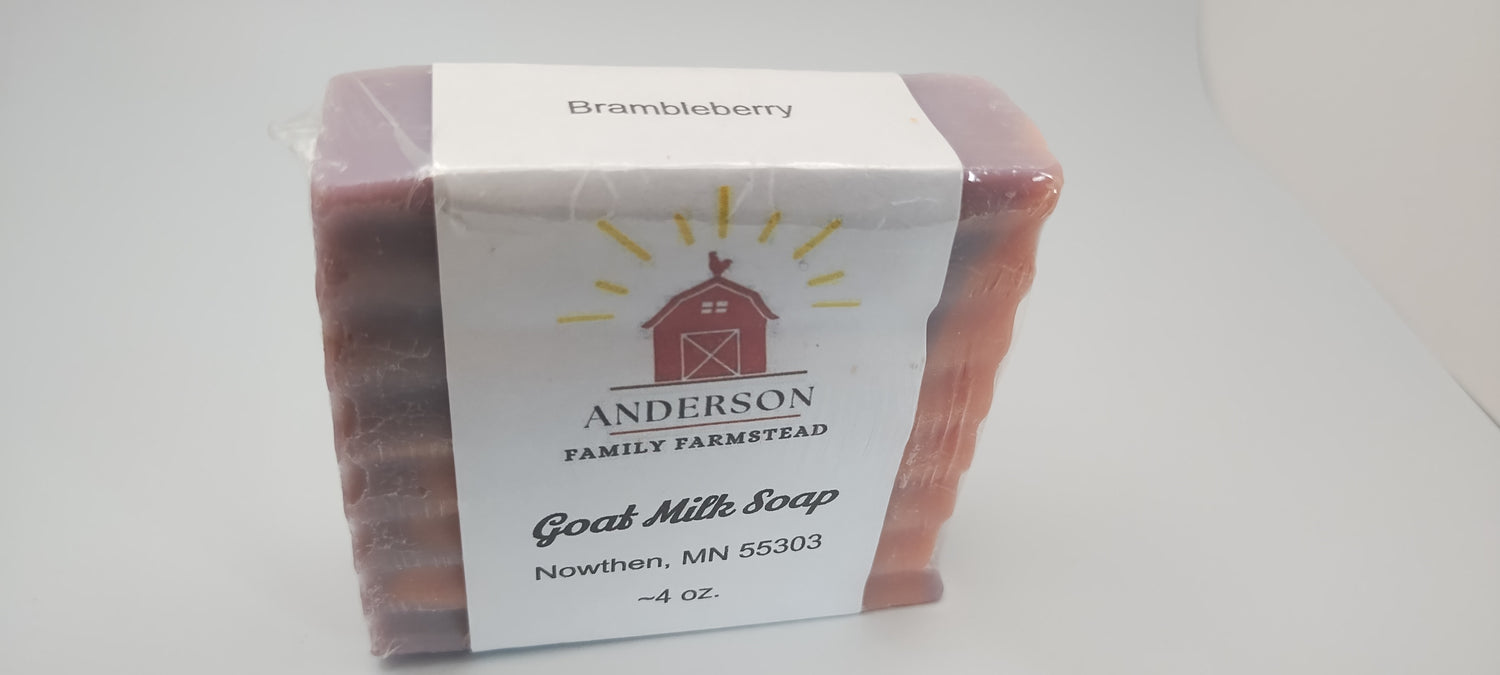 Brambleberry
ANDERSON
FAMILY FARMSTEAD
Goat Milk Soap
Nowthen, MN 55303
~4 oz.